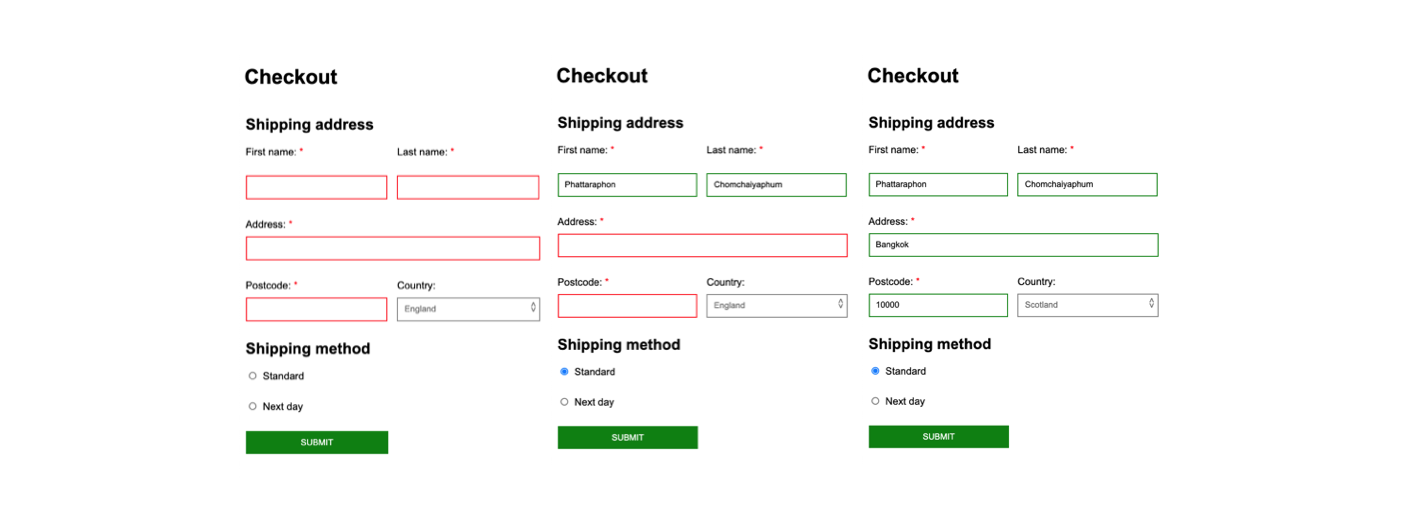 Checkout
Shipping address
First name: * Last name: *
Address: *
Postcode: * Country:
England
Shipping method
Standard
Next day
SUBMIT
Checkout
Shipping address
First name: * Last name: *
Phattaraphon Chomchaiyaphum
Address: *
Postcode: * Country:
England
Shipping method
Standard
Next day
SUBMIT
Checkout
Shipping address
First name: * Last name: *
Phattaraphon Chomchaiyaphum
Address: *
Bangkok
Postcode: * Country:
10000 Scotland
Shipping method
Standard
Next day
SUBMIT